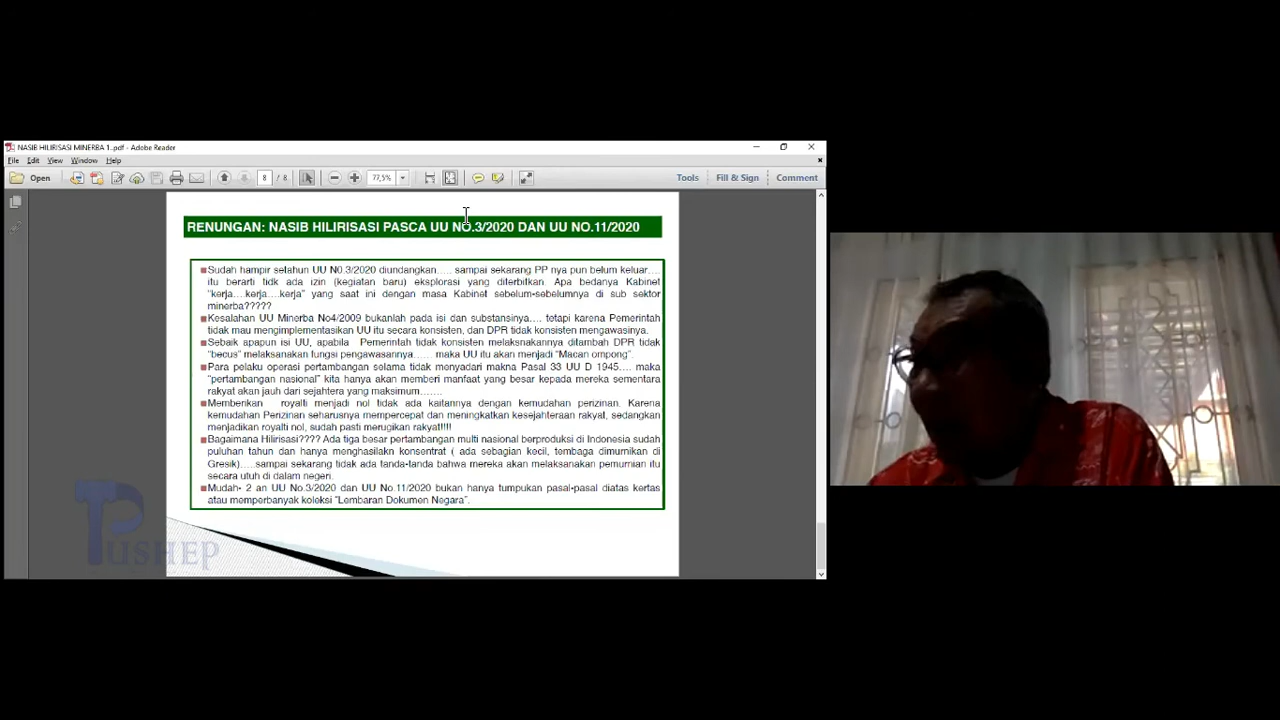 NASIB HILIRISASI MINERBA 1..pdf - Adobe Reader
File Edit View Window Help
Open 8 / 8 77,5% Tools Fill & Sign Comment
RENUNGAN: NASIB HILIRISASI PASCA UU NO.3/2020 DAN UU NO.11/2020
Sudah hampir setahun UU N0.3/2020 diundangkan….. sampai sekarang PP nya pun belum keluar….
itu berarti tidk ada izin (kegiatan baru) eksplorasi yang diterbitkan. Apa bedanya Kabinet
“kerja…kerja….kerja” yang saat ini dengan masa Kabinet sebelum-sebelumnya di sub sektor
minerba?????
Kesalahan UU Minerba No4/2009 bukanlah pada isi dan substansinya…. tetapi karena Pemerintah
tidak mau mengimplementasikan UU itu secara konsisten, dan DPR tidak konsisten mengawasinya.
Sebaik apapun isi UU, apabila Pemerintah tidak konsisten melaksnakannya ditambah DPR tidak
“becus” melaksanakan fungsi pengawasannya….. maka UU itu akan menjadi “Macan ompong”.
Para pelaku operasi pertambangan selama tidak menyadari makna Pasal 33 UU D 1945…. maka
“pertambangan nasional” kita hanya akan memberi manfaat yang besar kepada mereka sementara
rakyat akan jauh dari sejahtera yang maksimum…….
Memberikan royalti menjadi nol tidak ada kaitannya dengan kemudahan perizinan. Karena
kemudahan Perizinan seharusnya mempercepat dan meningkatkan kesejahteraan rakyat, sedangkan
menjadikan royalti nol, sudah pasti merugikan rakyat!!!!
Bagaimana Hilirisasi???? Ada tiga besar pertambangan multi nasional berproduksi di Indonesia sudah
puluhan tahun dan hanya menghasilakn konsentrat ( ada sebagian kecil, tembaga dimurnikan di
Gresik)…..sampai sekarang tidak ada tanda-tanda bahwa mereka akan melaksanakan pemurnian itu
secara utuh di dalam negeri.
Mudah- 2 an UU No.3/2020 dan UU No.11/2020 bukan hanya tumpukan pasal-pasal diatas kertas
atau memperbanyak koleksi “Lembaran Dokumen Negara”.
PUSHEP